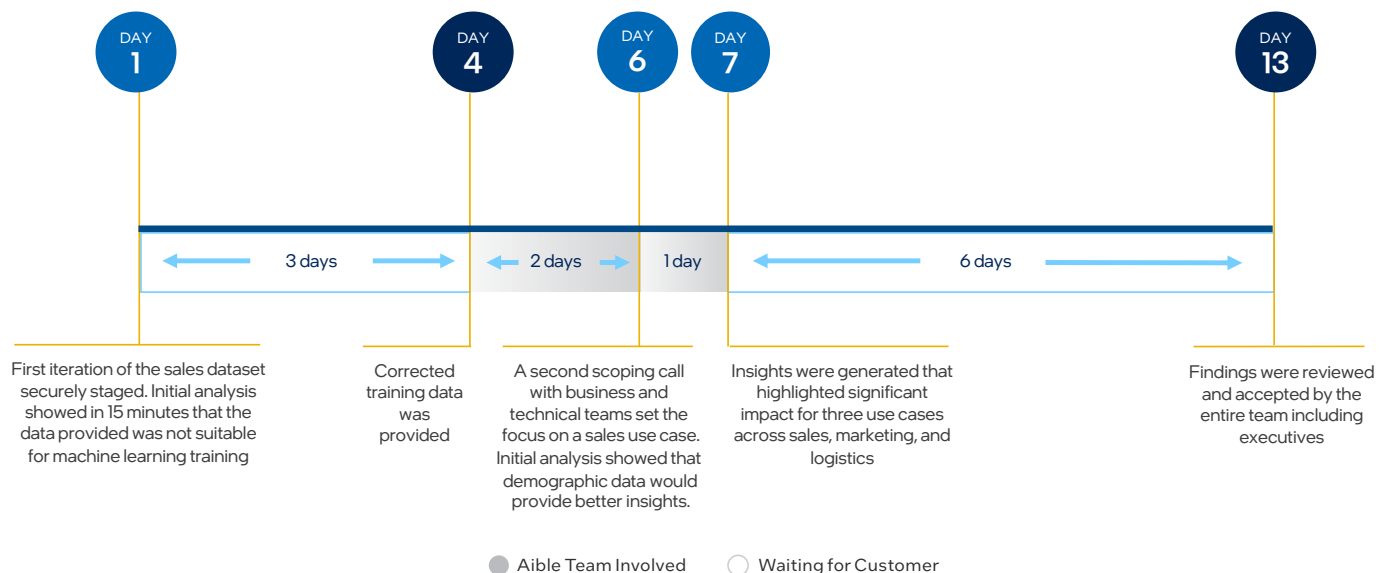 DAY
1
DAY
4
DAY
6
DAY
7
DAY
13
3 days
2 days
1 day
6 days
First iteration of the sales dataset
securely staged. Initial analysis
showed in 15 minutes that the
data provided was not suitable
for machine learning training
Corrected
training data
was
provided
A second scoping call
with business and
technical teams set the
focus on a sales use case.
Initial analysis showed that
demographic data would
provide better insights.
Insights were generated that
highlighted significant
impact for three use cases
across sales, marketing, and
logistics
Findings were reviewed
and accepted by the
entire team including
executives
Aible Team Involved
Waiting for Customer